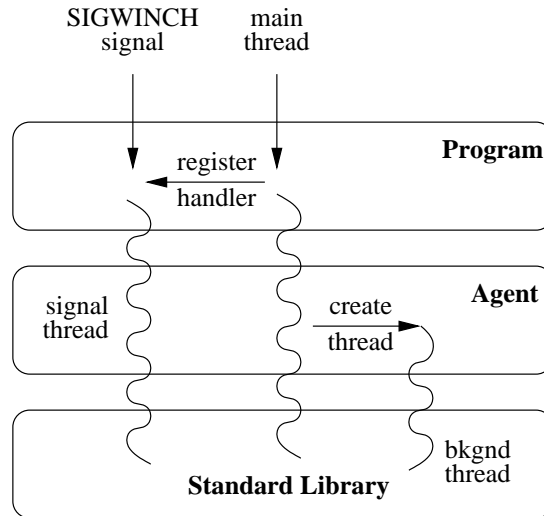 SIGWINCH
signal
main
thread
Program
register
handler
Agent
signal
thread
create
thread
bkgnd
thread
Standard Library